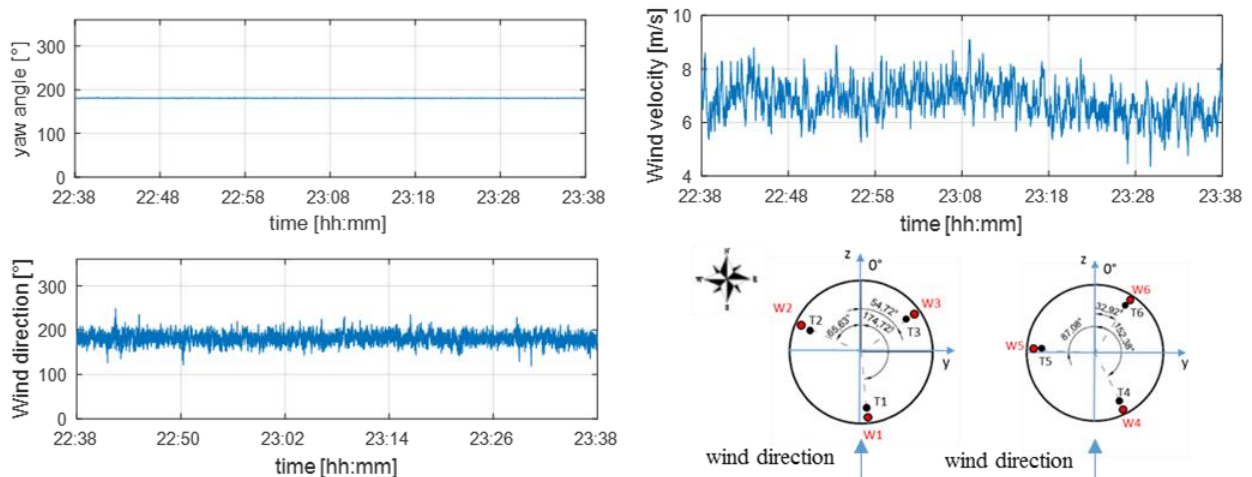 yaw angle [°]
300
200
100
0
22:38 22:48 22:58 23:08 23:18 23:28 23:38
time [hh:mm]
Wind velocity [m/s]
10
8
6
4
22:38 22:48 22:58 23:08 23:18 23:28 23:38
time [hh:mm]
Wind direction [°]
300
200
100
0
22:38 22:50 23:02 23:14 23:26 23:38
time [hh:mm]
z
0°
y
W2
T2
W3
T3
T1
W1
54.72°
174.72°
65.63°
wind direction
z
0°
y
W6
T6
W5
T5
T4
W4
32.92°
152.38°
87.08°
wind direction